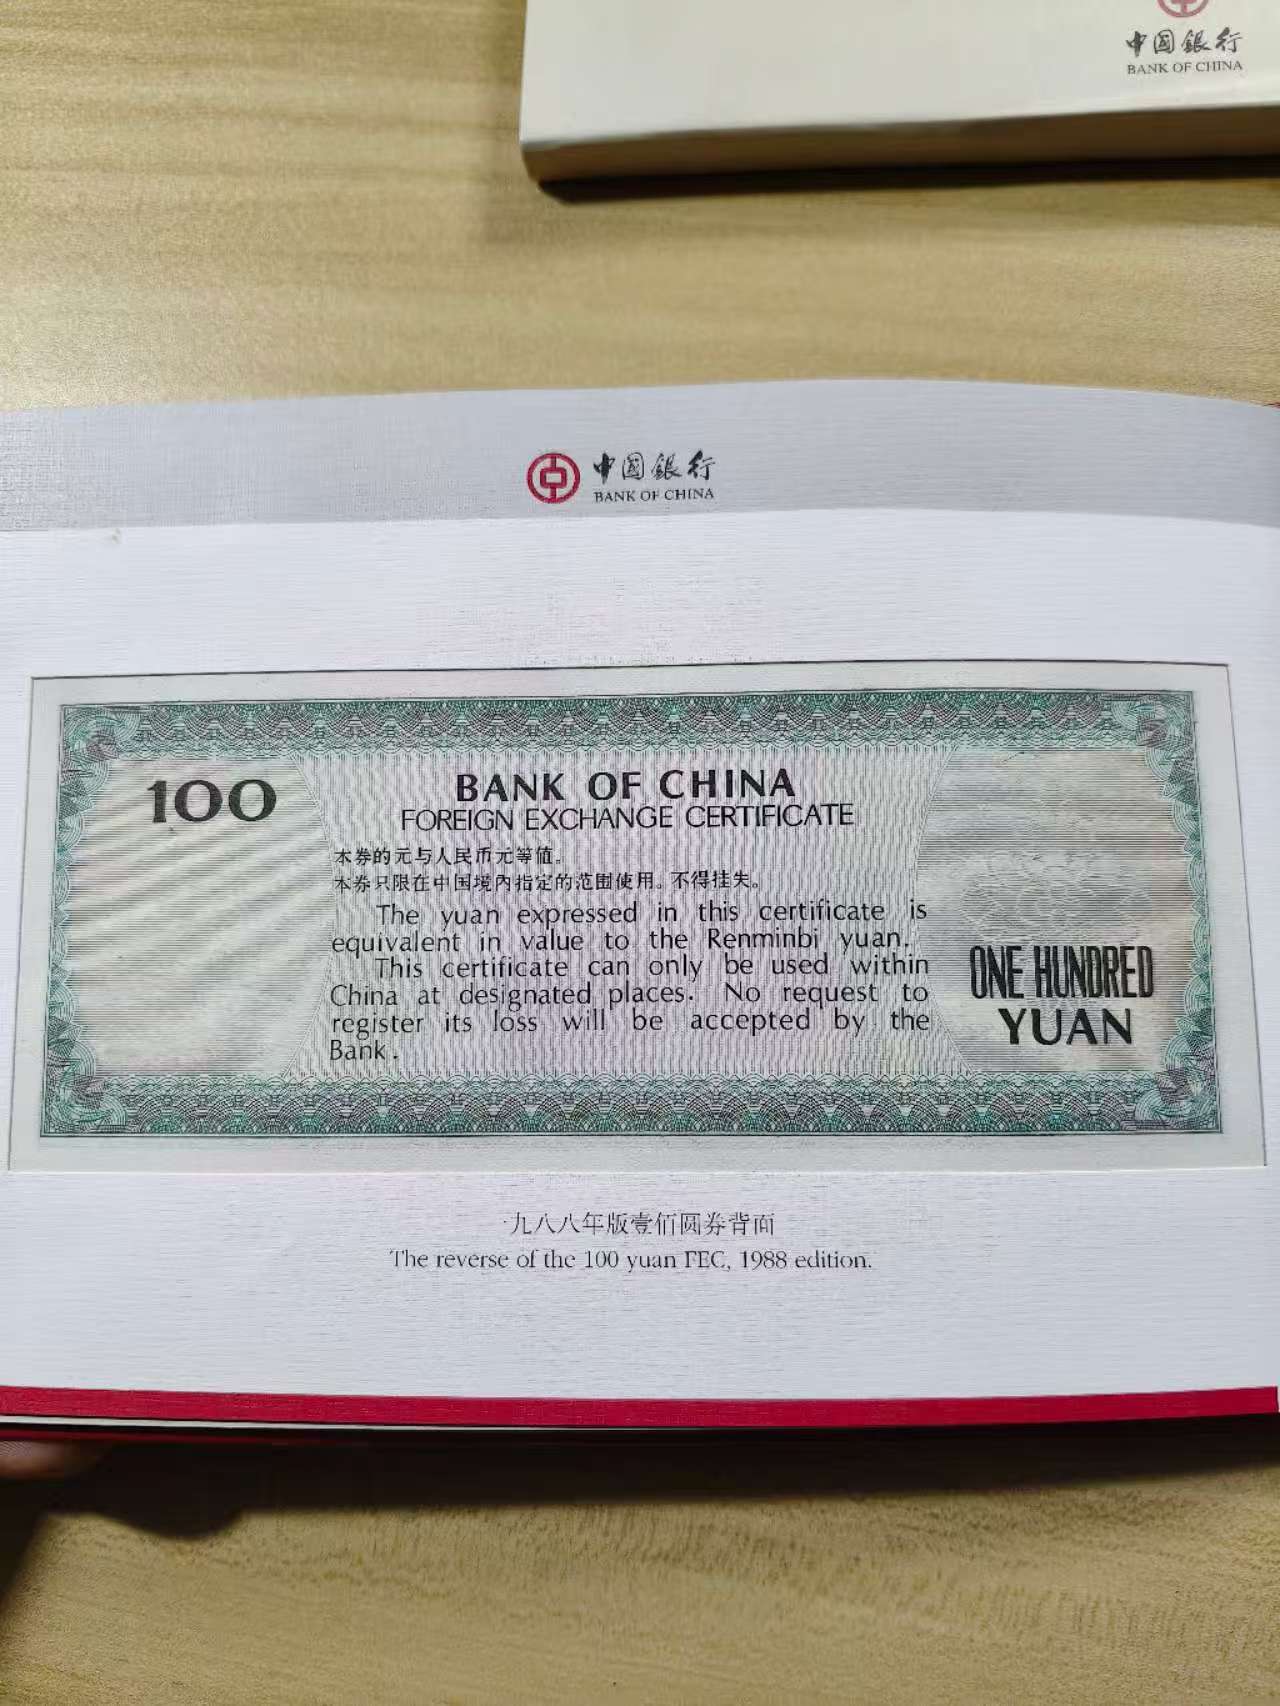 中国銀行
BANK OF CHINA
中国銀行
BANK OF CHINA
100
BANK OF CHINA
FOREIGN EXCHANGE CERTIFICATE
本券的元与人民币元等值。
本券只限在中国境内指定的范围使用。不得挂失。
The yuan expressed in this certificate is
equivalent in value to the Renminbi yuan.
This certificate can only be used within
China at designated places. No request to
register its loss will be accepted by the
Bank.
ONE HUNDRED
YUAN
一九八八年版壹佰圆券背面
The reverse of the 100 yuan FEC, 1988 edition.